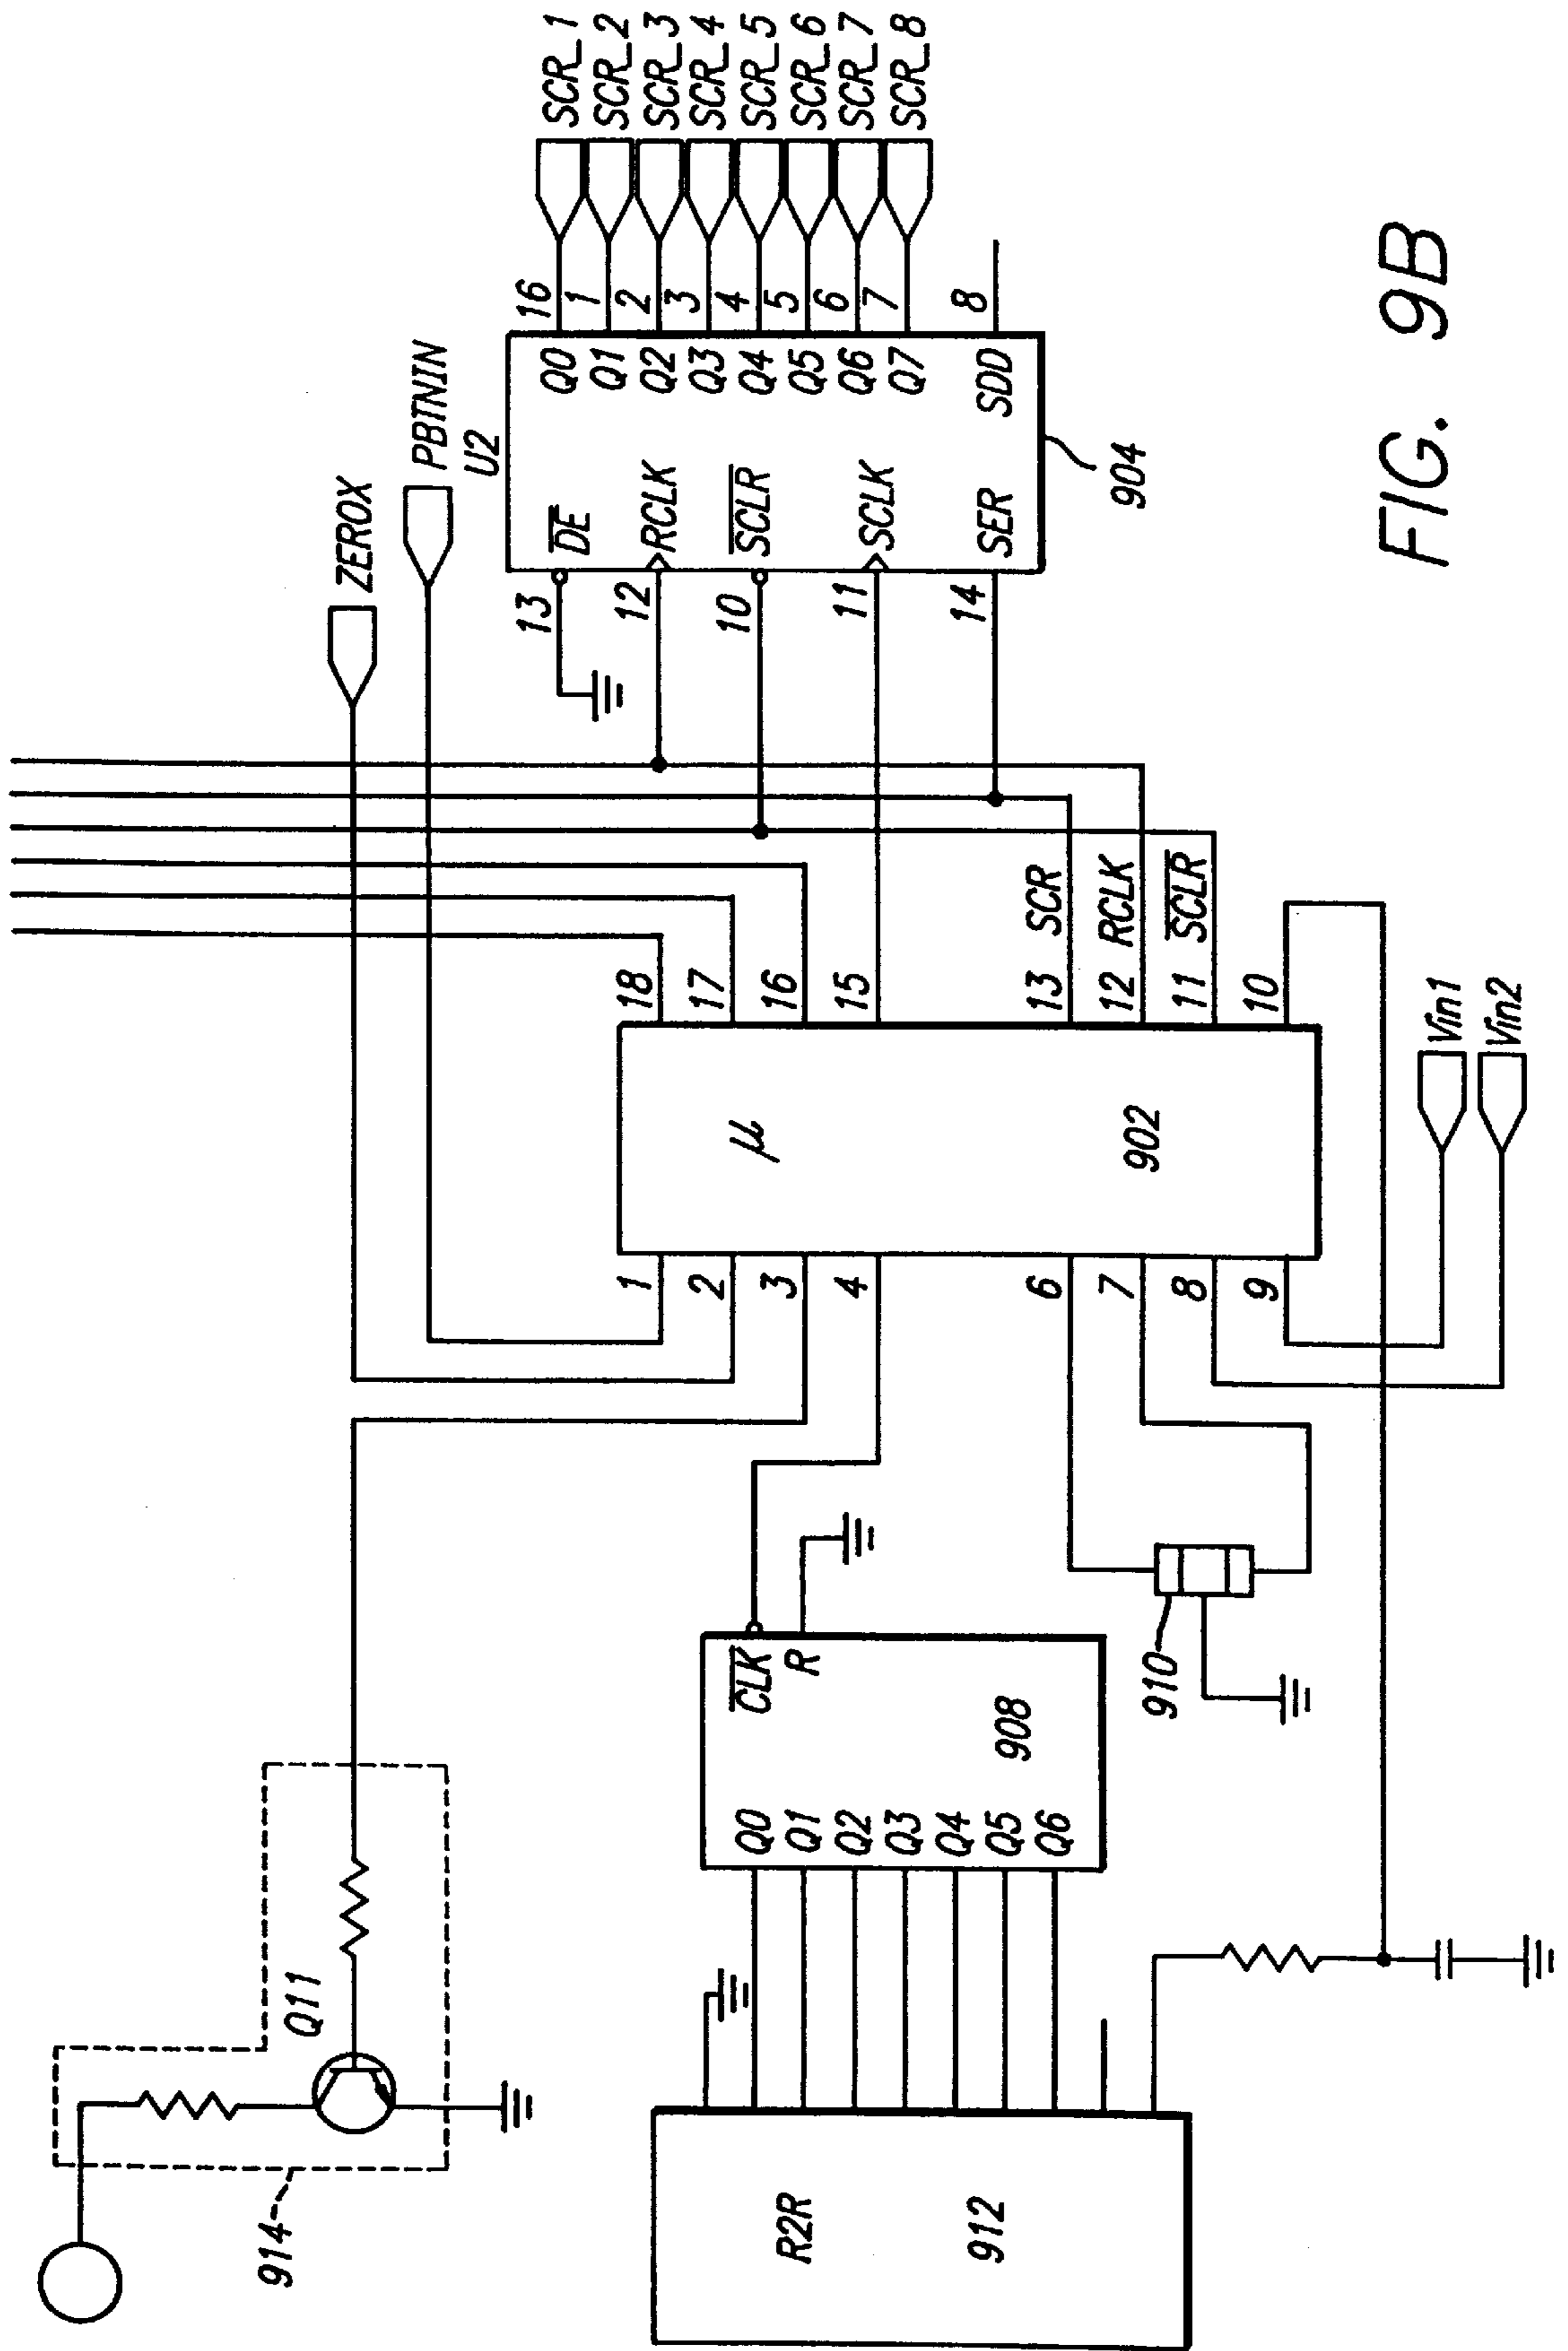 ZEROX
PBTNIN
U2
DE
RCLK
SCLR
SCLK
SER
13
12
10
11
14
Q0
Q1
Q2
Q3
Q4
Q5
Q6
Q7
SDD
16
1
2
3
4
5
6
7
8
SCR_1
SCR_2
SCR_3
SCR_4
SCR_5
SCR_6
SCR_7
SCR_8
904
18
17
16
15
13 SCR
12 RCLK
11 SCLR
10
μ
902
1
2
3
4
6
7
8
9
Vin1
Vin2
Q11
914
CLK
R
908
Q0
Q1
Q2
Q3
Q4
Q5
Q6
910
R2R
912
FIG. 9B